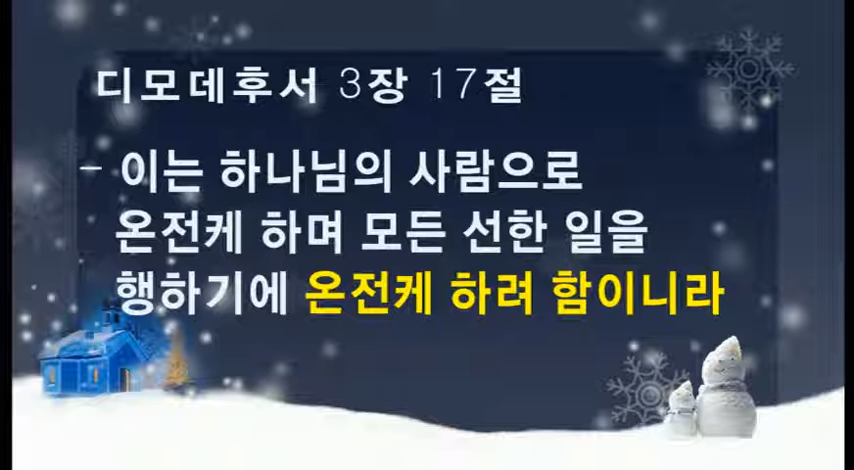 디모데후서 3장 17절
- 이는 하나님의 사람으로
온전케 하며 모든 선한 일을
행하기에 온전케 하려 함이니라